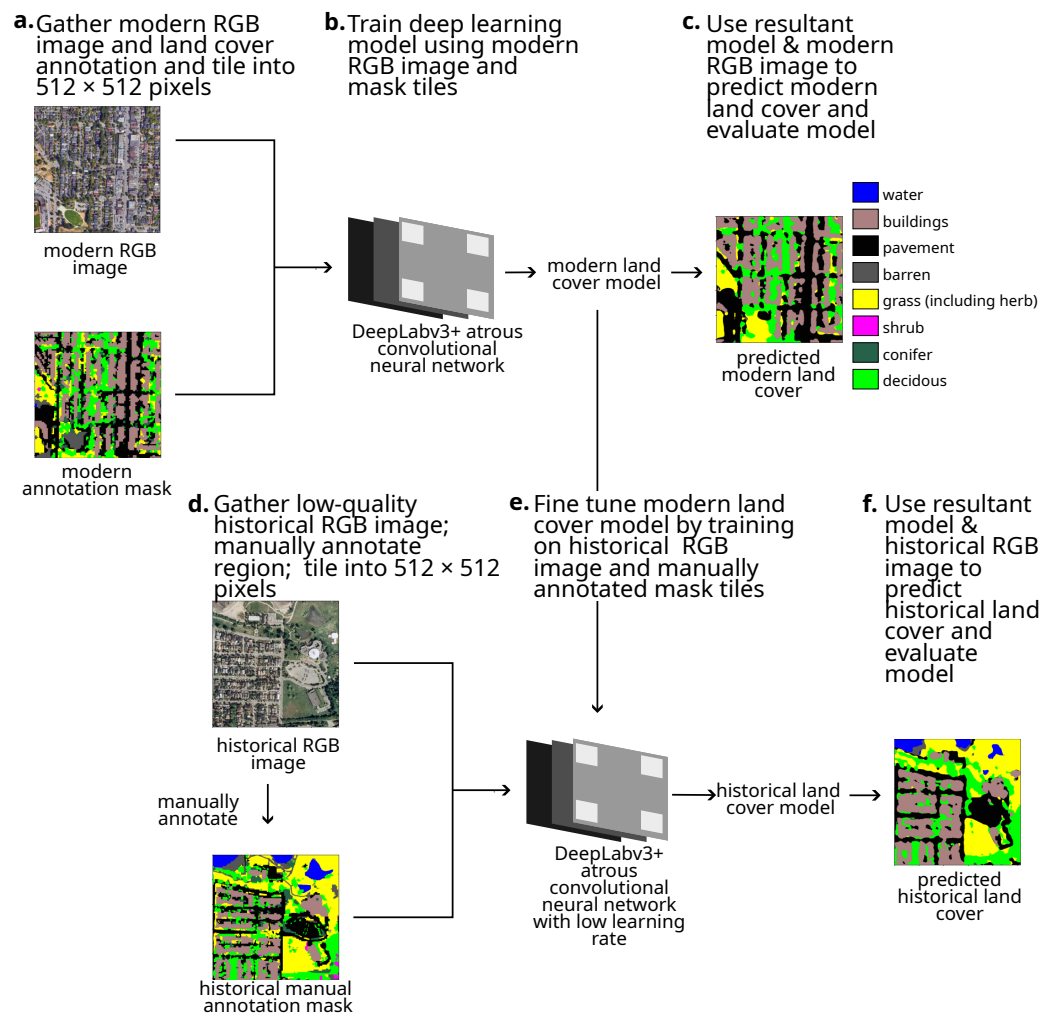 a. Gather modern RGB
image and land cover
annotation and tile into
512 × 512 pixels
modern RGB
image
modern
annotation mask
b. Train deep learning
model using modern
RGB image and
mask tiles
DeepLabv3+ atrous
convolutional
neural network
modern land
cover model
c. Use resultant
model & modern
RGB image to
predict modern
land cover and
evaluate model
predicted
modern land
cover
water
buildings
pavement
barren
grass (including herb)
shrub
conifer
decidous
d. Gather low-quality
historical RGB image;
manually annotate
region; tile into 512 × 512
pixels
historical RGB
image
manually
annotate
historical manual
annotation mask
e. Fine tune modern land
cover model by training
on historical RGB
image and manually
annotated mask tiles
DeepLabv3+
atrous
convolutional
neural network
with low learning
rate
historical land
cover model
f. Use resultant
model &
historical RGB
image to
predict
historical land
cover and
evaluate
model
predicted
historical land
cover